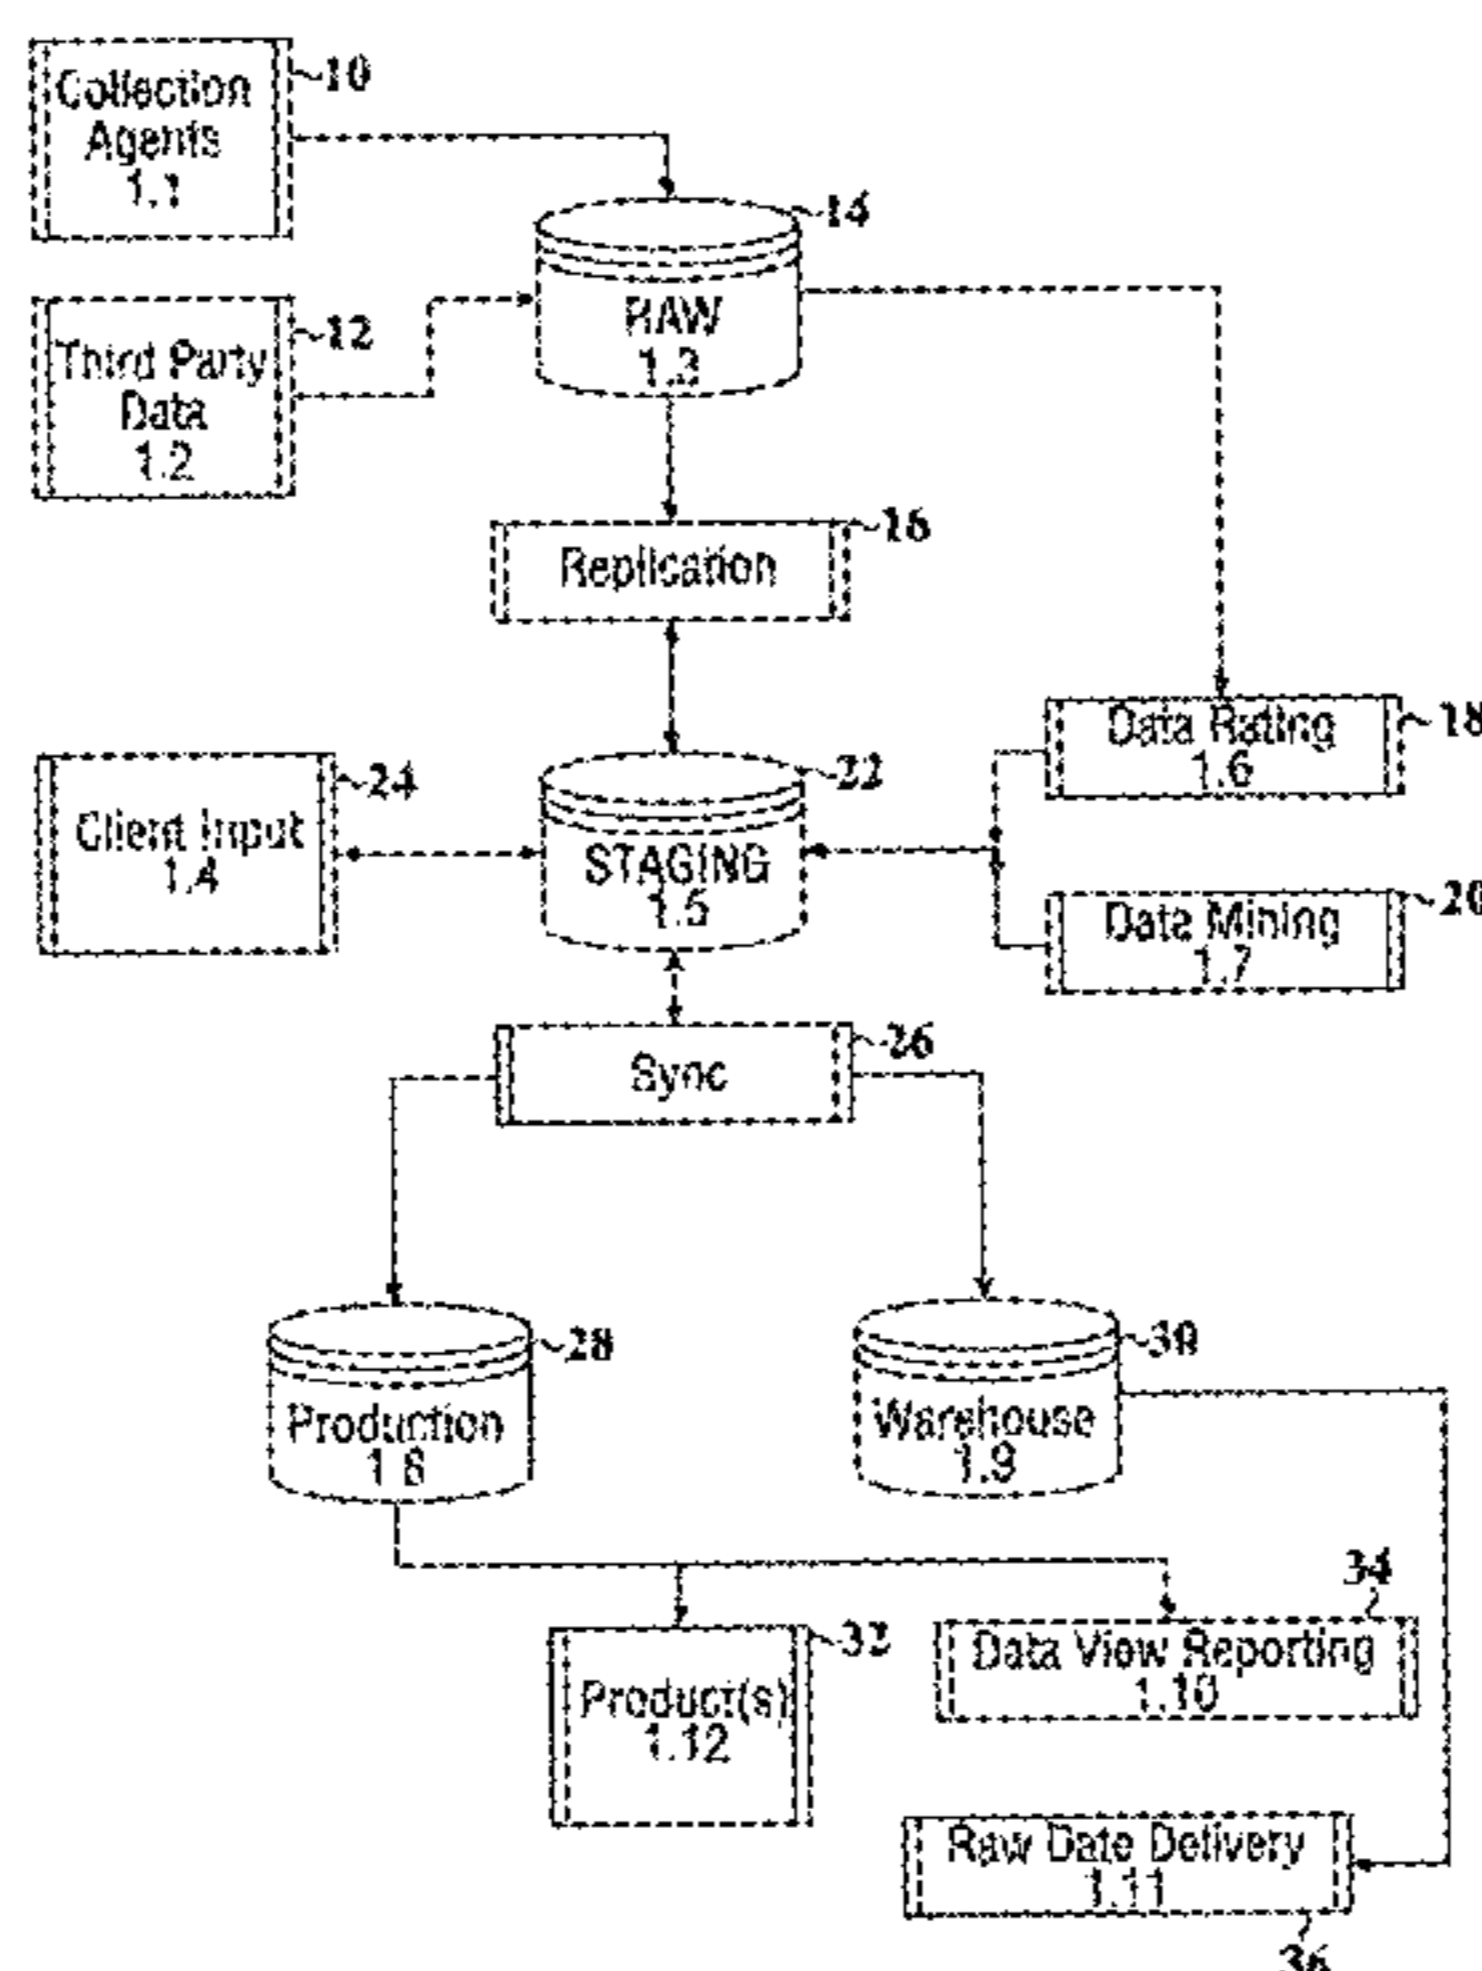 Collection
Agents
1.1
10
14
RAW
1.3
Third Party
Data
1.2
12
Replication
16
Data Rating
1.6
18
Client Input
1.4
24
22
STAGING
1.5
Data Mining
1.7
20
Sync
26
28
Production
1.8
30
Warehouse
1.9
34
Product(s)
1.12
32
Data View Reporting
1.10
Raw Date Delivery
1.11
36